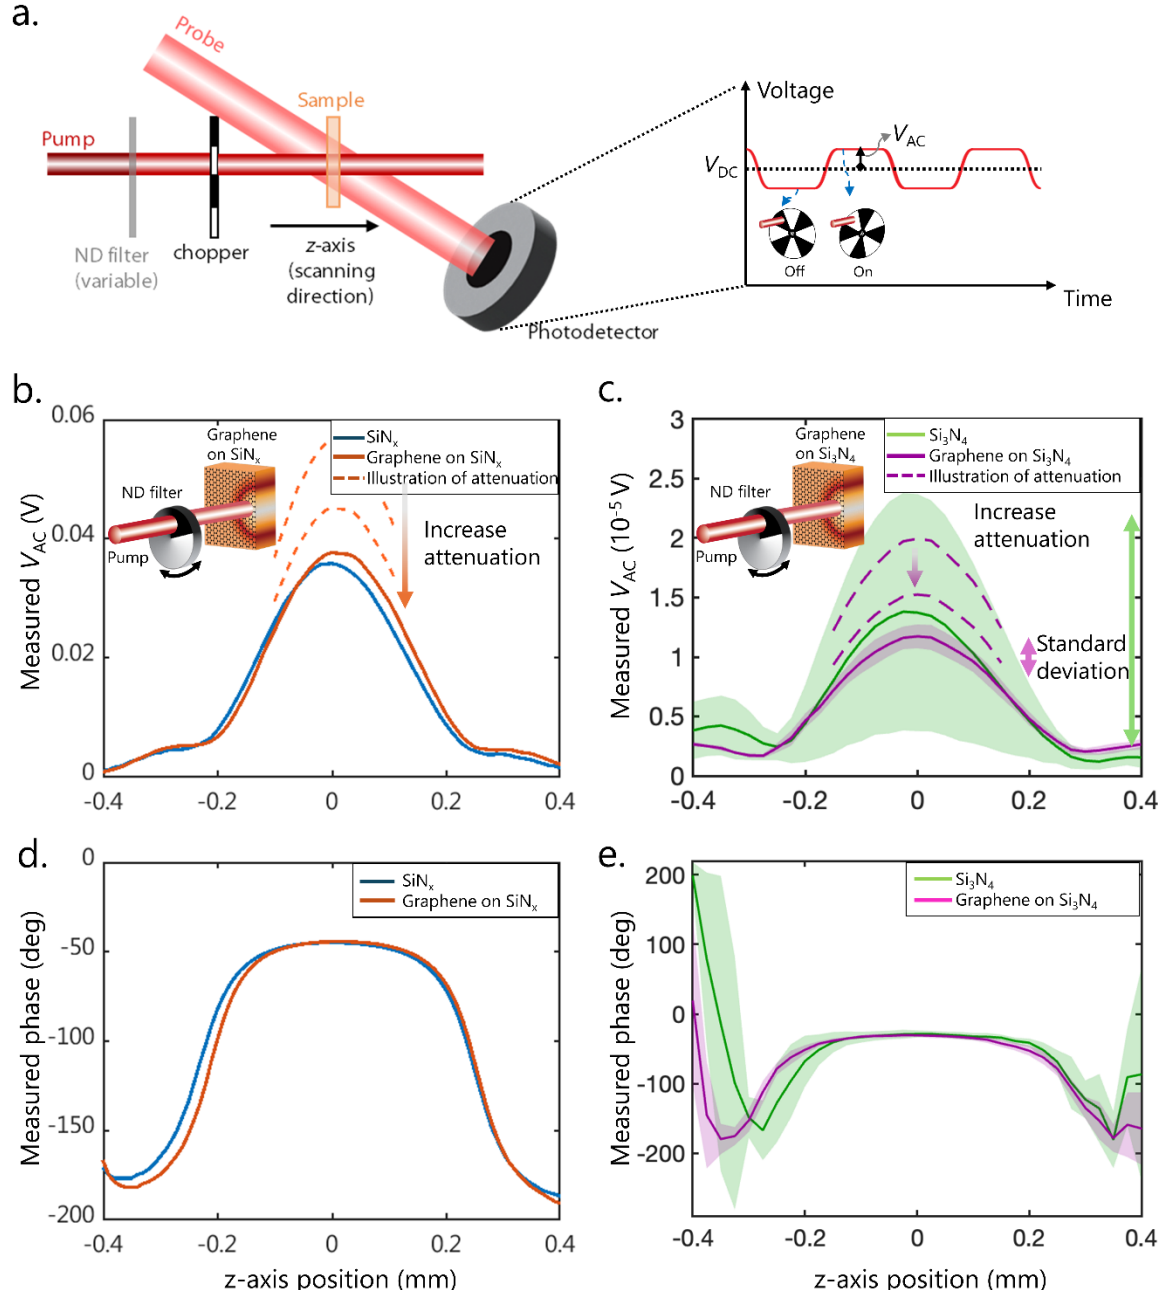 a.
Probe
Sample
Pump
ND filter
(variable)
chopper
z-axis
(scanning
direction)
Photodetector
Voltage
V_AC
V_DC
Off
On
Time
b.
0.06
0.04
0.02
0
-0.4
-0.2
0
0.2
0.4
Measured V_AC (V)
Graphene
on SiN_x
ND filter
Pump
SiN_x
Graphene on SiN_x
Illustration of attenuation
Increase
attenuation
c.
3
2.5
2
1.5
1
0.5
0
-0.4
-0.2
0
0.2
0.4
Measured V_AC (10⁻⁵ V)
Graphene
on Si₃N₄
ND filter
Pump
Si₃N₄
Graphene on Si₃N₄
Illustration of attenuation
Increase
attenuation
Standard
deviation
d.
0
-50
-100
-150
-200
-0.4
-0.2
0
0.2
0.4
Measured phase (deg)
z-axis position (mm)
SiN_x
Graphene on SiN_x
e.
200
100
0
-100
-200
-0.4
-0.2
0
0.2
0.4
Measured phase (deg)
z-axis position (mm)
Si₃N₄
Graphene on Si₃N₄